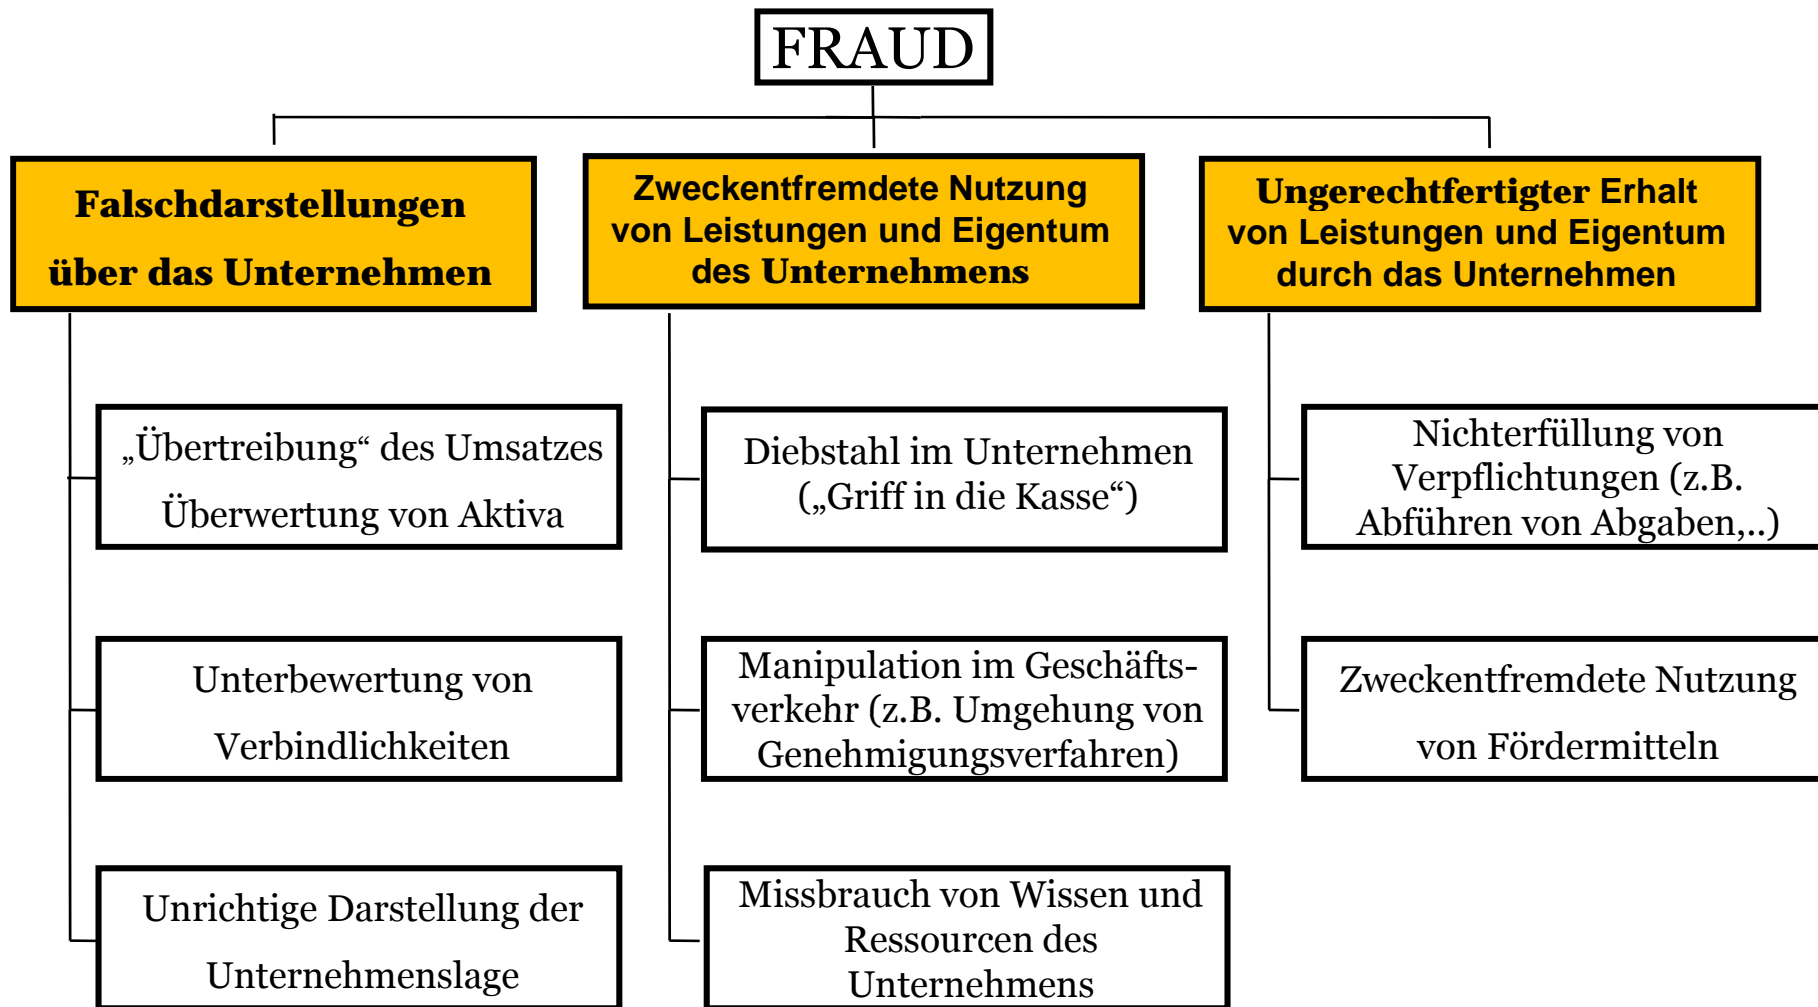 FRAUD
Falschdarstellungen
über das Unternehmen
Zweckentfremdete Nutzung
von Leistungen und Eigentum
des Unternehmens
Ungerechtfertigter Erhalt
von Leistungen und Eigentum
durch das Unternehmen
„Übertreibung“ des Umsatzes
Überwertung von Aktiva
Unterbewertung von
Verbindlichkeiten
Unrichtige Darstellung der
Unternehmenslage
Diebstahl im Unternehmen
(„Griff in die Kasse“)
Manipulation im Geschäfts-
verkehr (z.B. Umgehung von
Genehmigungsverfahren)
Missbrauch von Wissen und
Ressourcen des
Unternehmens
Nichterfüllung von
Verpflichtungen (z.B.
Abführen von Abgaben,..)
Zweckentfremdete Nutzung
von Fördermitteln